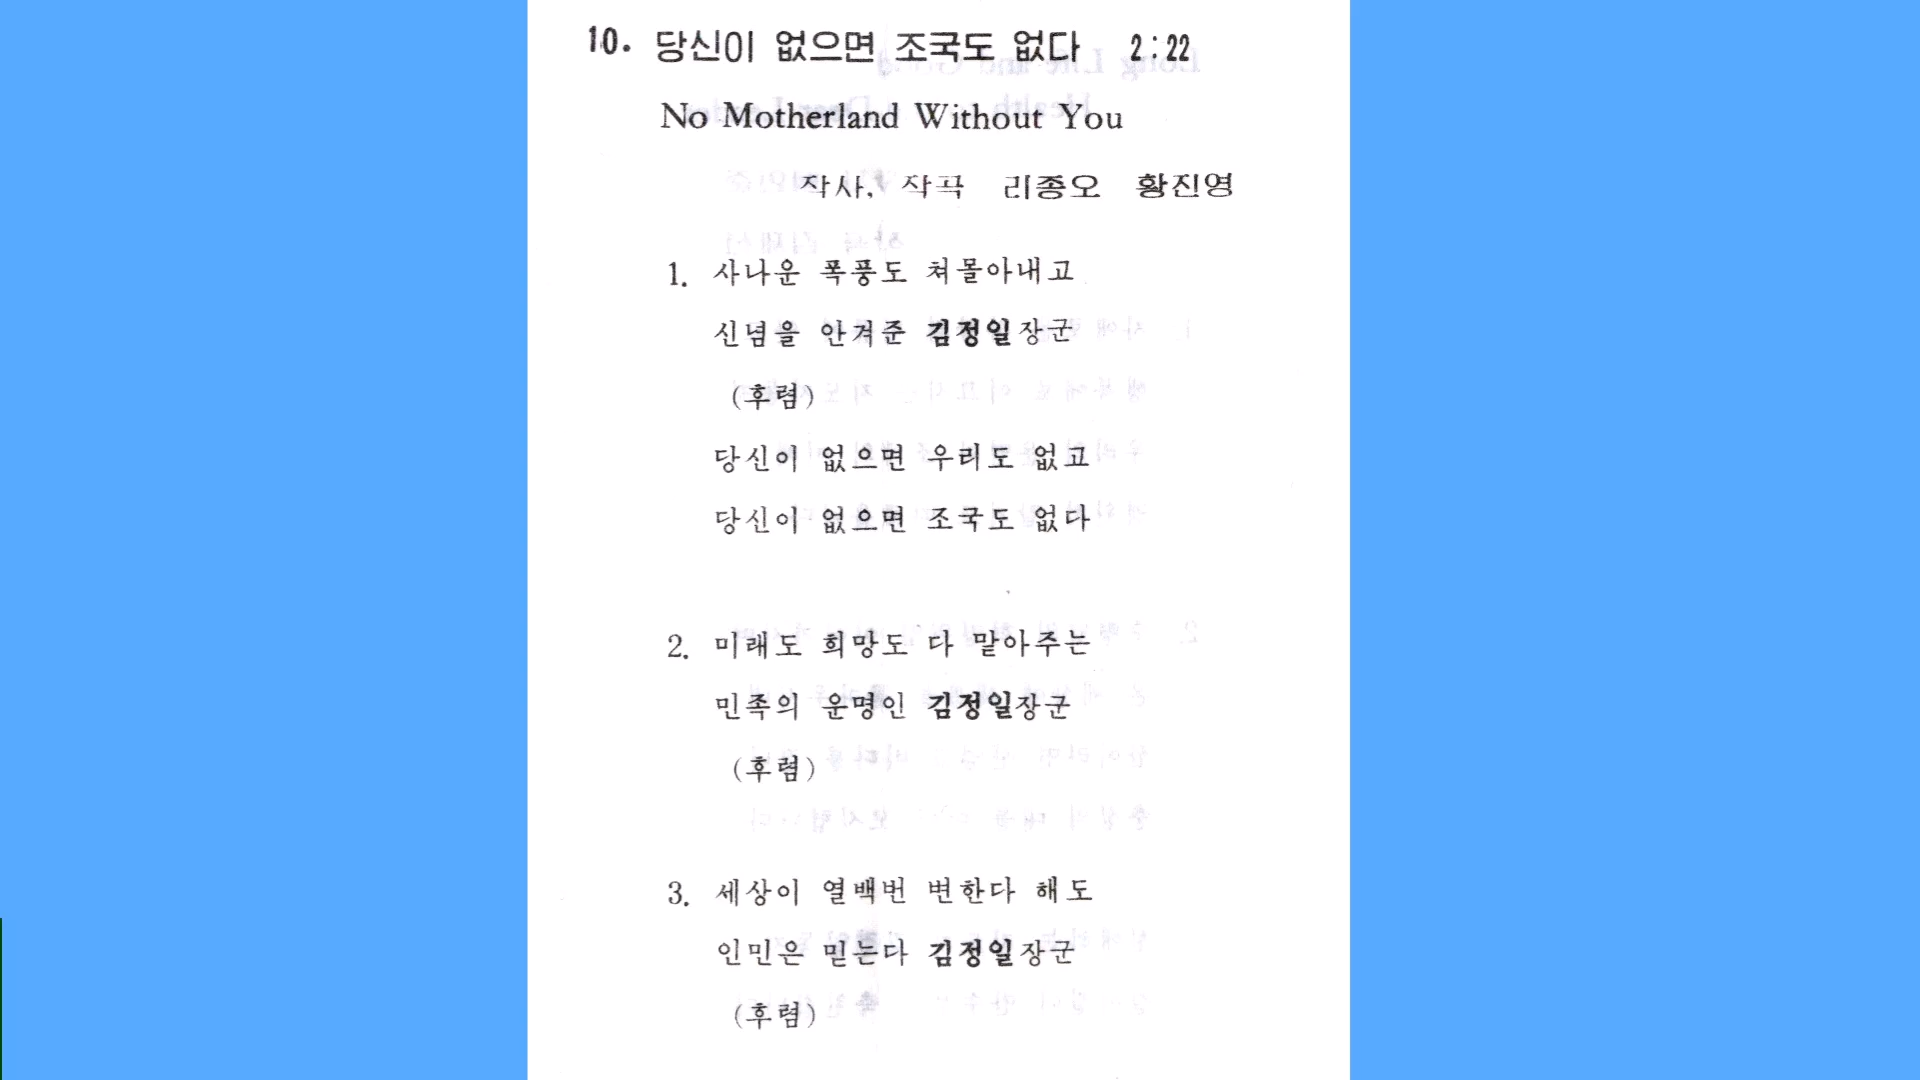 10. 당신이 없으면 조국도 없다 2:22
No Motherland Without You
작사, 작곡 리종오 황진영
1. 사나운 폭풍도 쳐몰아내고
신념을 안겨준 김정일장군
(후렴)
당신이 없으면 우리도 없고
당신이 없으면 조국도 없다
2. 미래도 희망도 다 맡아주는
민족의 운명인 김정일장군
(후렴)
3. 세상이 열백번 변한다 해도
인민은 믿는다 김정일장군
(후렴)